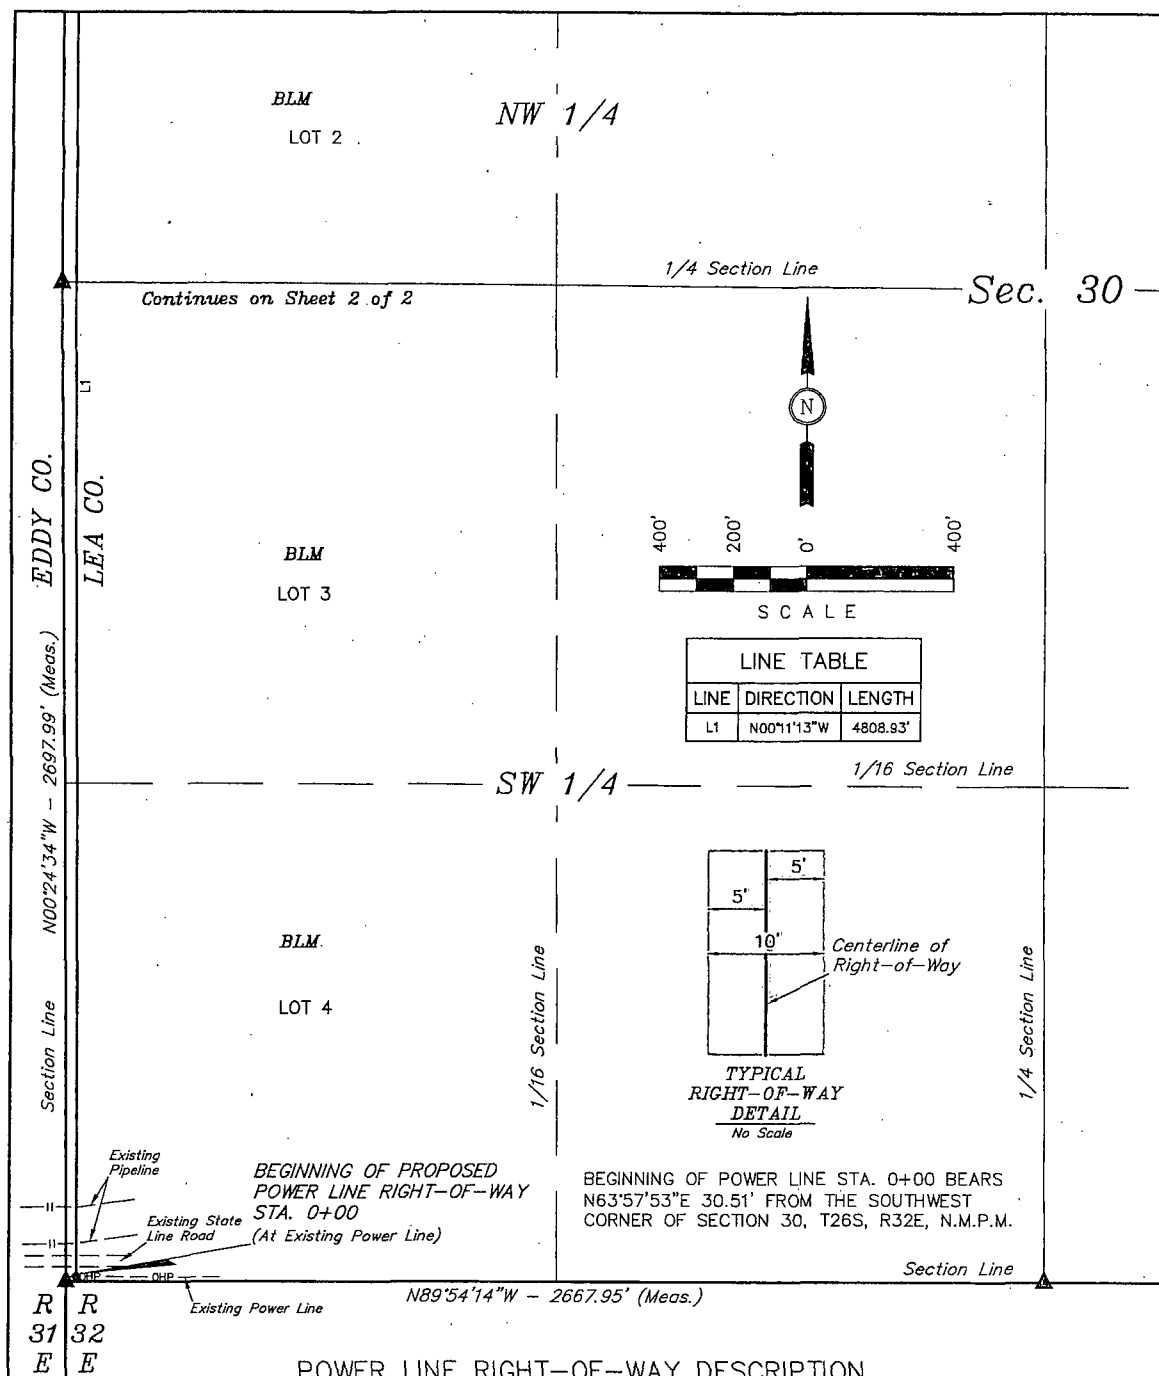 BLM
LOT 2
NW 1/4
1/4 Section Line
Sec. 30
Continues on Sheet 2 of 2
L1
EDDY CO.
LEA CO.
N
BLM
LOT 3
400'
200'
0'
400'
SCALE
LINE TABLE
LINE DIRECTION LENGTH
L1 N00°11'13"W 4808.93'
N00°24'34"W - 2697.99' (Meas.)
Section Line
SW 1/4
1/16 Section Line
5'
5'
10'
Centerline of
Right-of-Way
BLM
LOT 4
1/16 Section Line
1/4 Section Line
TYPICAL
RIGHT-OF-WAY
DETAIL
No Scale
Existing
Pipeline
BEGINNING OF PROPOSED
POWER LINE RIGHT-OF-WAY
STA. 0+00
(At Existing Power Line)
BEGINNING OF POWER LINE STA. 0+00 BEARS
N63°57'53"E 30.51' FROM THE SOUTHWEST
CORNER OF SECTION 30, T26S, R32E, N.M.P.M.
Existing State
Line Road
Section Line
OHP OHP
Existing Power Line
N89°54'14"W - 2667.95' (Meas.)
R R
31 32
E E
POWER LINE RIGHT-OF-WAY DESCRIPTION